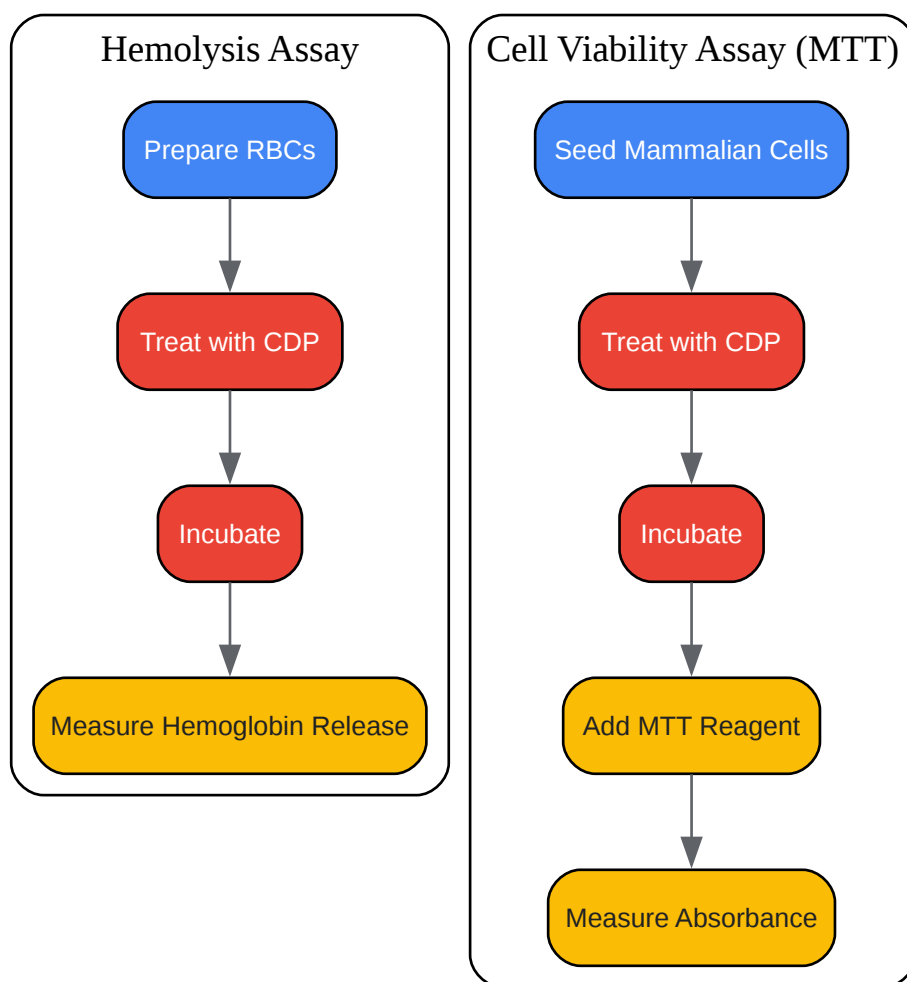 Hemolysis Assay
Prepare RBCs
Treat with CDP
Incubate
Measure Hemoglobin Release
Cell Viability Assay (MTT)
Seed Mammalian Cells
Treat with CDP
Incubate
Add MTT Reagent
Measure Absorbance